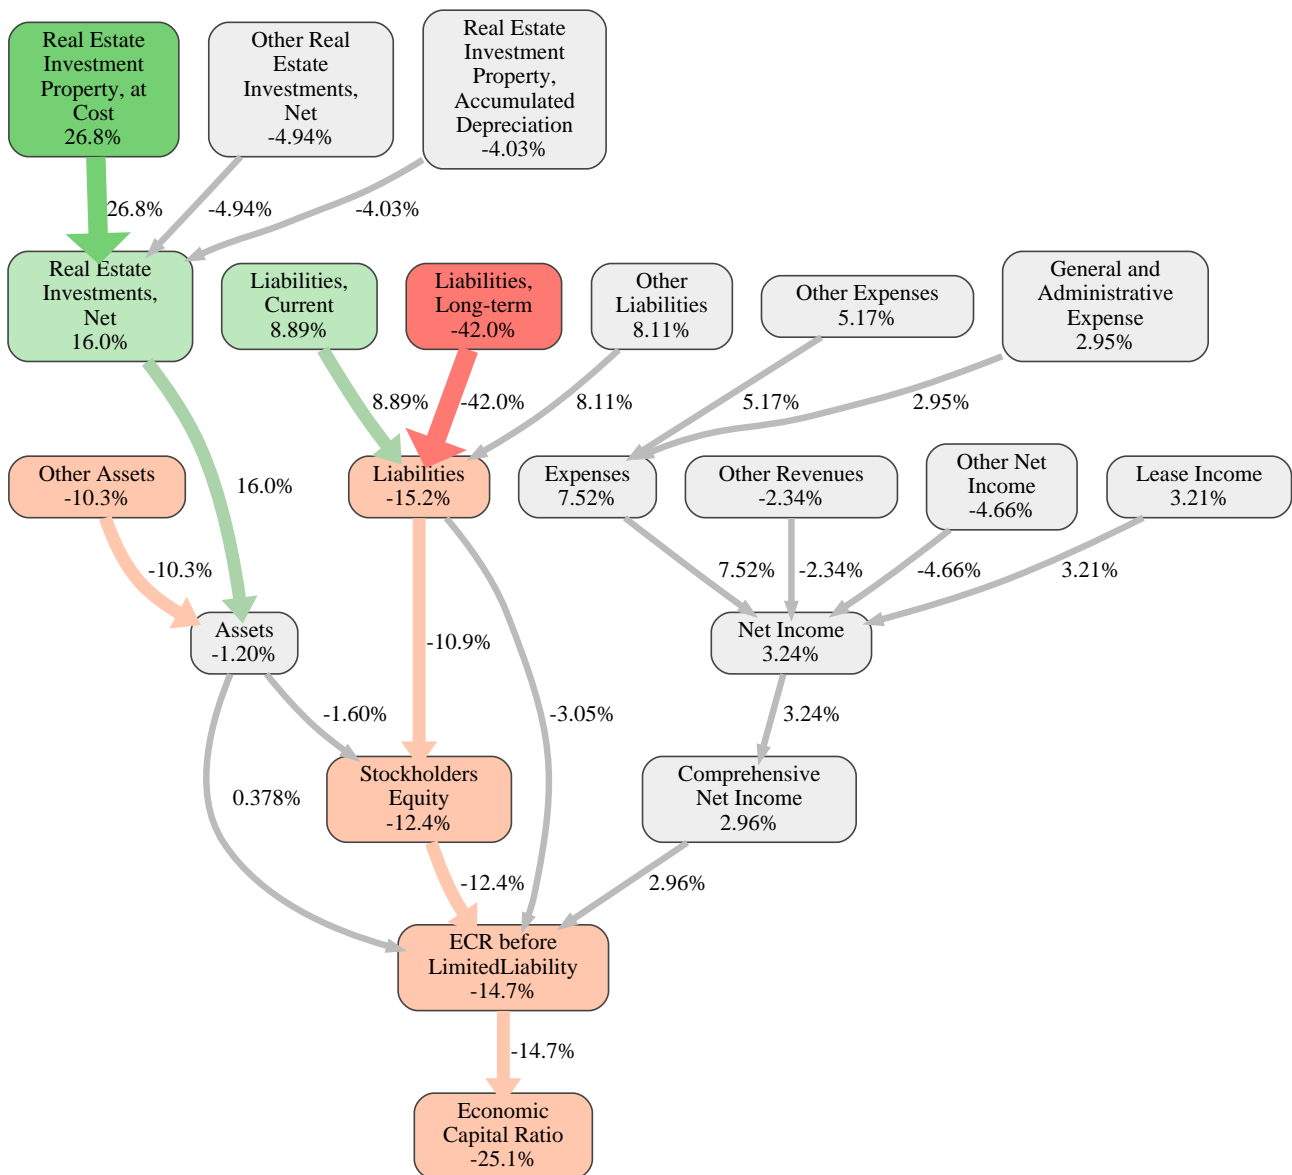 Real Estate
Investment
Property, at
Cost
26.8%
Other Real
Estate
Investments,
Net
-4.94%
Real Estate
Investment
Property,
Accumulated
Depreciation
-4.03%
26.8%
-4.94%
-4.03%
Real Estate
Investments,
Net
16.0%
Liabilities,
Current
8.89%
Liabilities,
Long-term
-42.0%
Other
Liabilities
8.11%
Other Expenses
5.17%
General and
Administrative
Expense
2.95%
8.89%
-42.0%
8.11%
5.17%
2.95%
Other Assets
-10.3%
16.0%
Liabilities
-15.2%
Expenses
7.52%
Other Revenues
-2.34%
Other Net
Income
-4.66%
Lease Income
3.21%
-10.3%
7.52%
-2.34%
-4.66%
3.21%
Assets
-1.20%
-10.9%
Net Income
3.24%
-1.60%
-3.05%
3.24%
0.378%
Stockholders
Equity
-12.4%
Comprehensive
Net Income
2.96%
-12.4%
2.96%
ECR before
LimitedLiability
-14.7%
-14.7%
Economic
Capital Ratio
-25.1%